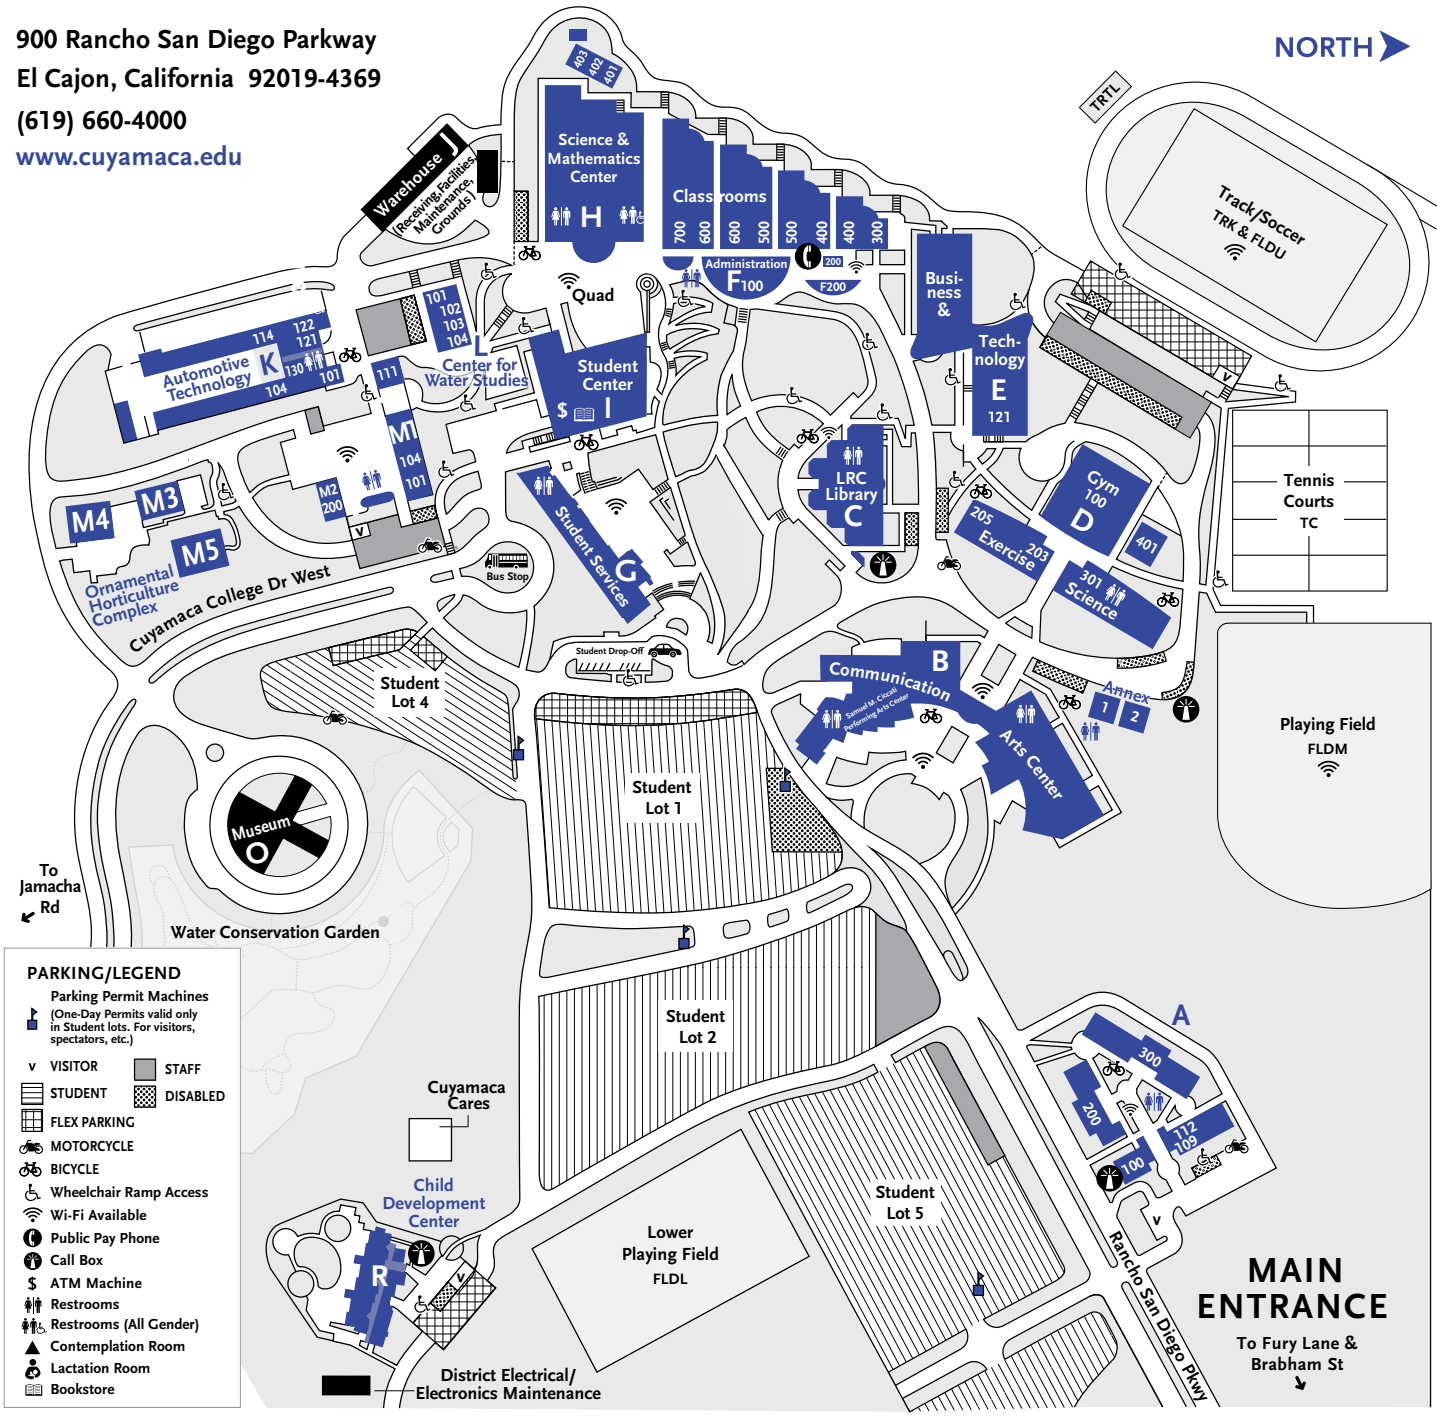 900 Rancho San Diego Parkway
El Cajon, California 92019-4369
(619) 660-4000
www.cuyamaca.edu
NORTH
403
402
401
TRTL
Warehouse J
(Receiving, Facilities,
Maintenance,
Grounds)
Science &
Mathematics
Center
H
Classrooms
700
600
600
500
500
400
400
300
Administration
F100
200
F200
Quad
Track/Soccer
TRK & FLDU
Busi-
ness
&
Tech-
nology
E
121
101
102
103
104
L
Center for
Water Studies
Student
Center
$
I
114
122
121
Automotive
Technology
K
130
101
104
111
M1
104
101
M2
200
V
M3
M4
M5
Ornamental
Horticulture
Complex
Cuyamaca College Dr West
Bus Stop
Student Services
G
Student Drop-Off
LRC
Library
C
V
Gym
100
D
401
205
203
Exercise
301
Science
Tennis
Courts
TC
Annex
1
2
B
Communication
Samuel M. Ciccati
Performing Arts Center
Arts Center
Playing Field
FLDM
Student
Lot 4
Student
Lot 1
Museum
O
To
Jamacha
Rd
Water Conservation Garden
Student
Lot 2
Cuyamaca
Cares
Child
Development
Center
R
V
Lower
Playing Field
FLDL
Student
Lot 5
A
300
200
112
109
100
V
Rancho San Diego Pkwy
MAIN
ENTRANCE
To Fury Lane &
Brabham St
District Electrical/
Electronics Maintenance
PARKING/LEGEND
Parking Permit Machines
(One-Day Permits valid only
in Student lots. For visitors,
spectators, etc.)
V VISITOR
STAFF
STUDENT
DISABLED
FLEX PARKING
MOTORCYCLE
BICYCLE
Wheelchair Ramp Access
Wi-Fi Available
Public Pay Phone
Call Box
$ ATM Machine
Restrooms
Restrooms (All Gender)
Contemplation Room
Lactation Room
Bookstore